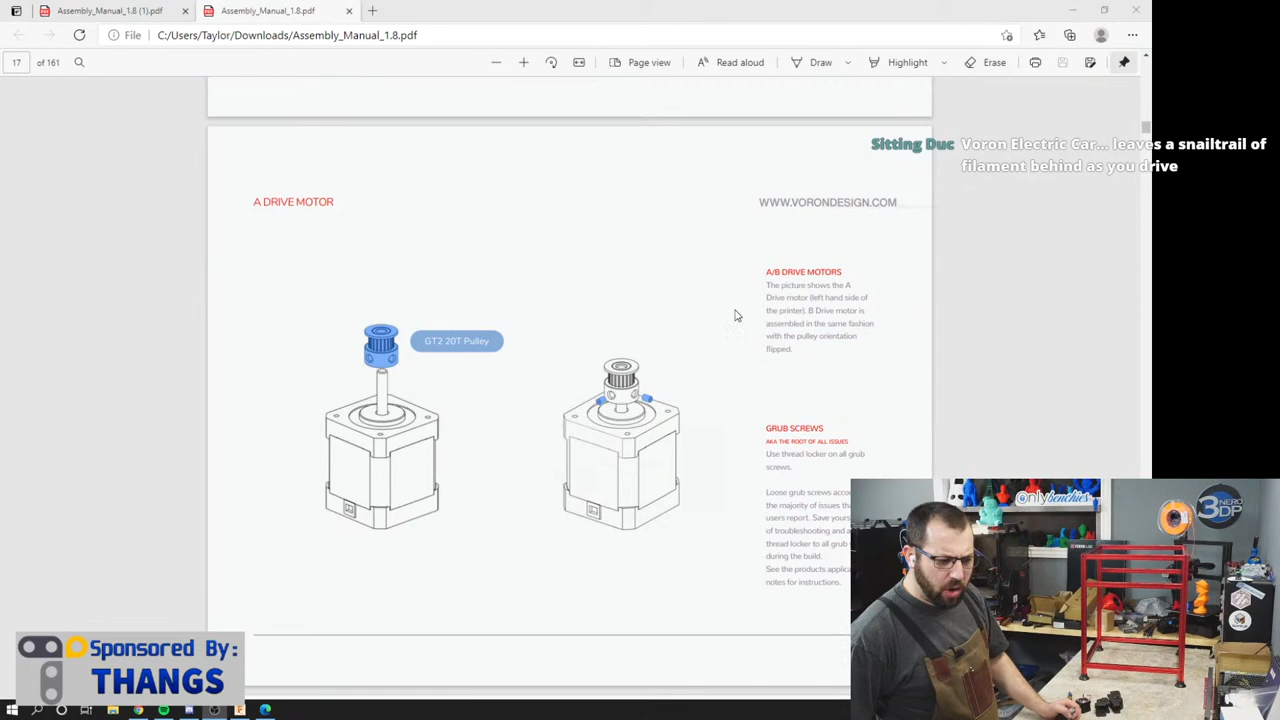 Assembly_Manual_1.8 (1).pdf
Assembly_Manual_1.8.pdf
File
C:/Users/Taylor/Downloads/Assembly_Manual_1.8.pdf
17 of 161
Page view
Read aloud
Draw
Highlight
Erase
Sitting Duc Voron Electric Car... leaves a snailtrail of
filament behind as you drive
A DRIVE MOTOR
WWW.VORONDESIGN.COM
GT2 20T Pulley
A/B DRIVE MOTORS
The picture shows the A
Drive motor (left hand side of
the printer). B Drive motor is
assembled in the same fashion
with the pulley orientation
flipped.
GRUB SCREWS
AKA THE ROOT OF ALL ISSUES
Use thread locker on all grub
screws.
Loose grub screws accou
the majority of issues tha
users report. Save yours
of troubleshooting and a
thread locker to all grub
during the build.
See the products applica
notes for instructions.
onlybenchies
NERO
3DP
Sponsored By:
THANGS